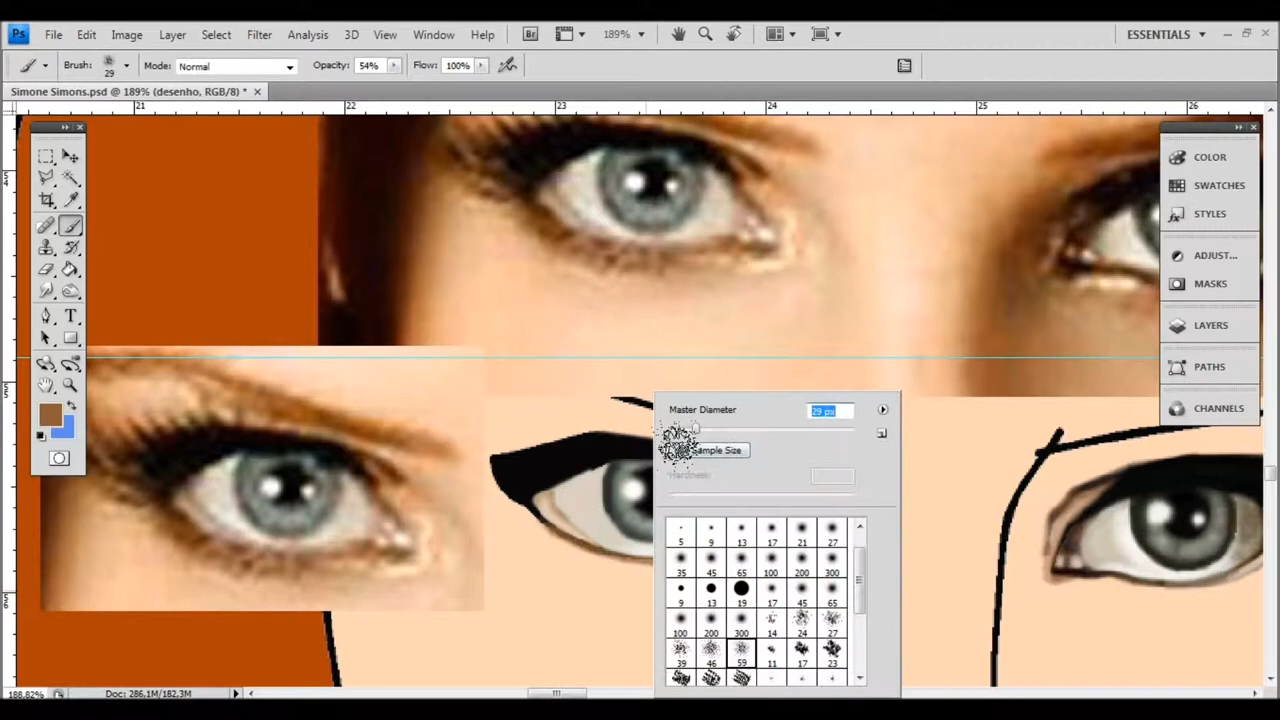 Ps File Edit Image Layer Select Filter Analysis 3D View Window Help Br 189% ESSENTIALS
Brush: 29 Mode: Normal Opacity: 54% Flow: 100%
Simone Simons.psd @ 189% (desenho, RGB/8) *
21 22 23 24 25 26
COLOR
SWATCHES
STYLES
ADJUST...
MASKS
LAYERS
PATHS
CHANNELS
T
Master Diameter 29 px
Sample Size
Hardness:
5 9 13 17 21 27
35 45 65 100 200 300
9 13 19 17 45 65
100 200 300 14 24 27
39 46 59 11 17 23
188,82% Doc: 286,1M/182,3M